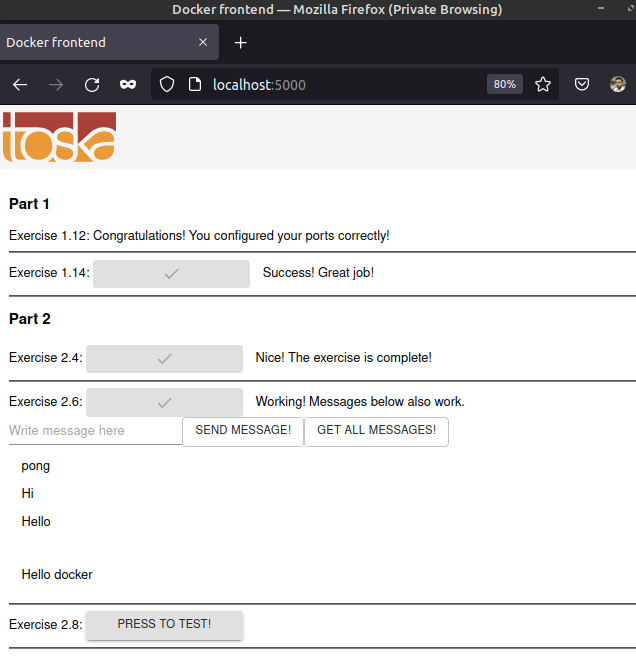 Docker frontend — Mozilla Firefox (Private Browsing)
Docker frontend
localhost:5000
80%
toska
Part 1
Exercise 1.12: Congratulations! You configured your ports correctly!
Exercise 1.14: Success! Great job!
Part 2
Exercise 2.4: Nice! The exercise is complete!
Exercise 2.6: Working! Messages below also work.
Write message here SEND MESSAGE! GET ALL MESSAGES!
pong
Hi
Hello
Hello docker
Exercise 2.8: PRESS TO TEST!